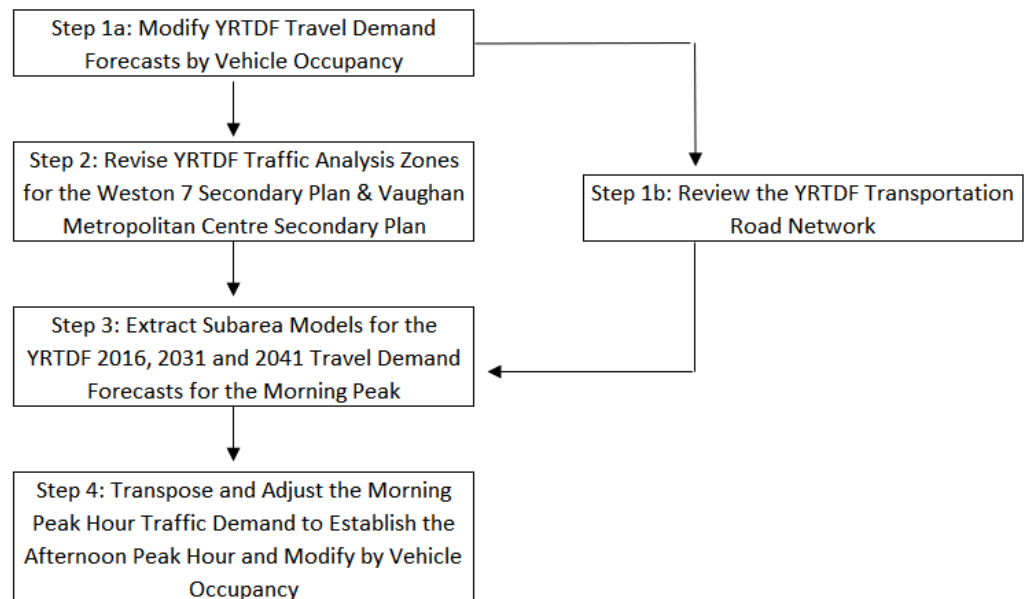 Step 1a: Modify YRTDF Travel Demand
Forecasts by Vehicle Occupancy
Step 2: Revise YRTDF Traffic Analysis Zones
for the Weston 7 Secondary Plan & Vaughan
Metropolitan Centre Secondary Plan
Step 1b: Review the YRTDF Transportation
Road Network
Step 3: Extract Subarea Models for the
YRTDF 2016, 2031 and 2041 Travel Demand
Forecasts for the Morning Peak
Step 4: Transpose and Adjust the Morning
Peak Hour Traffic Demand to Establish the
Afternoon Peak Hour and Modify by Vehicle
Occupancy